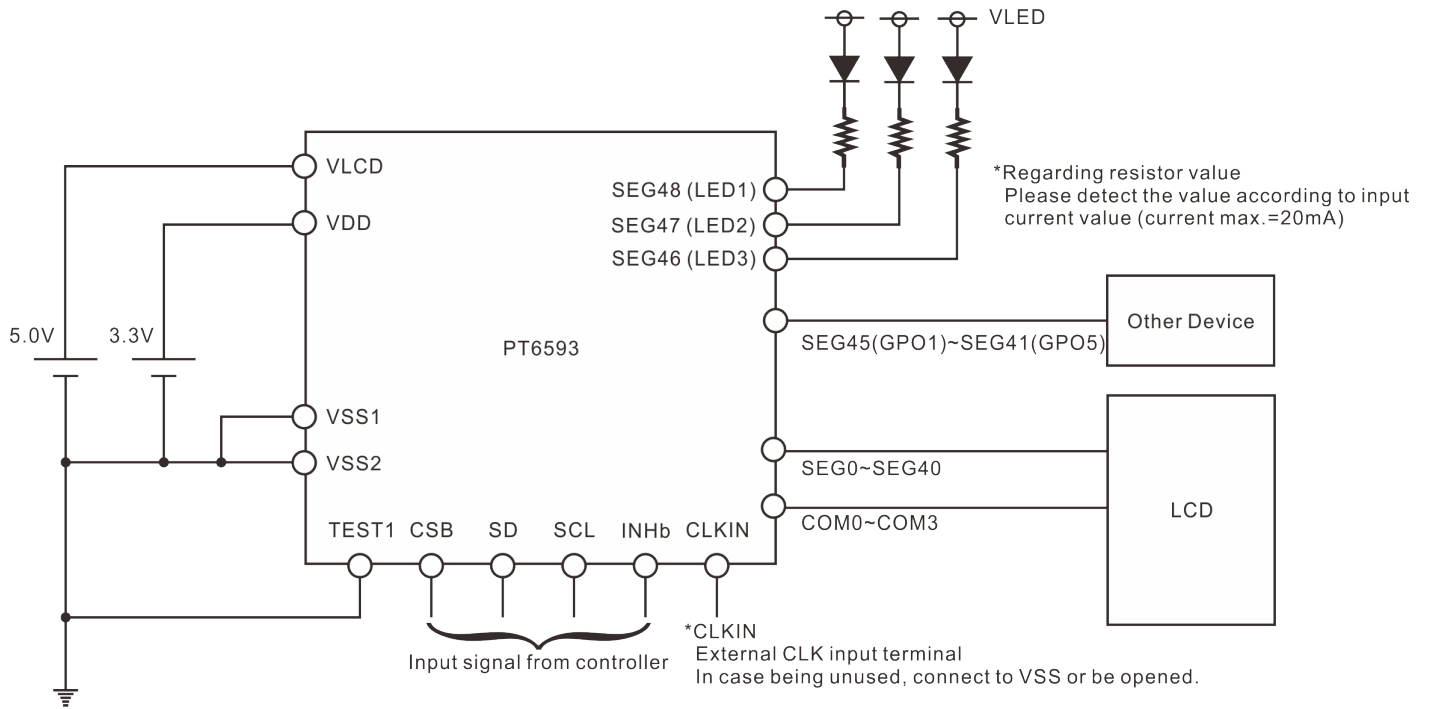 VLED
VLCD
SEG48 (LED1)
*Regarding resistor value
Please detect the value according to input
current value (current max.=20mA)
VDD
SEG47 (LED2)
SEG46 (LED3)
5.0V
3.3V
PT6593
SEG45(GPO1)~SEG41(GPO5)
Other Device
VSS1
VSS2
SEG0~SEG40
COM0~COM3
LCD
TEST1 CSB SD SCL INHb CLKIN
Input signal from controller
*CLKIN
External CLK input terminal
In case being unused, connect to VSS or be opened.